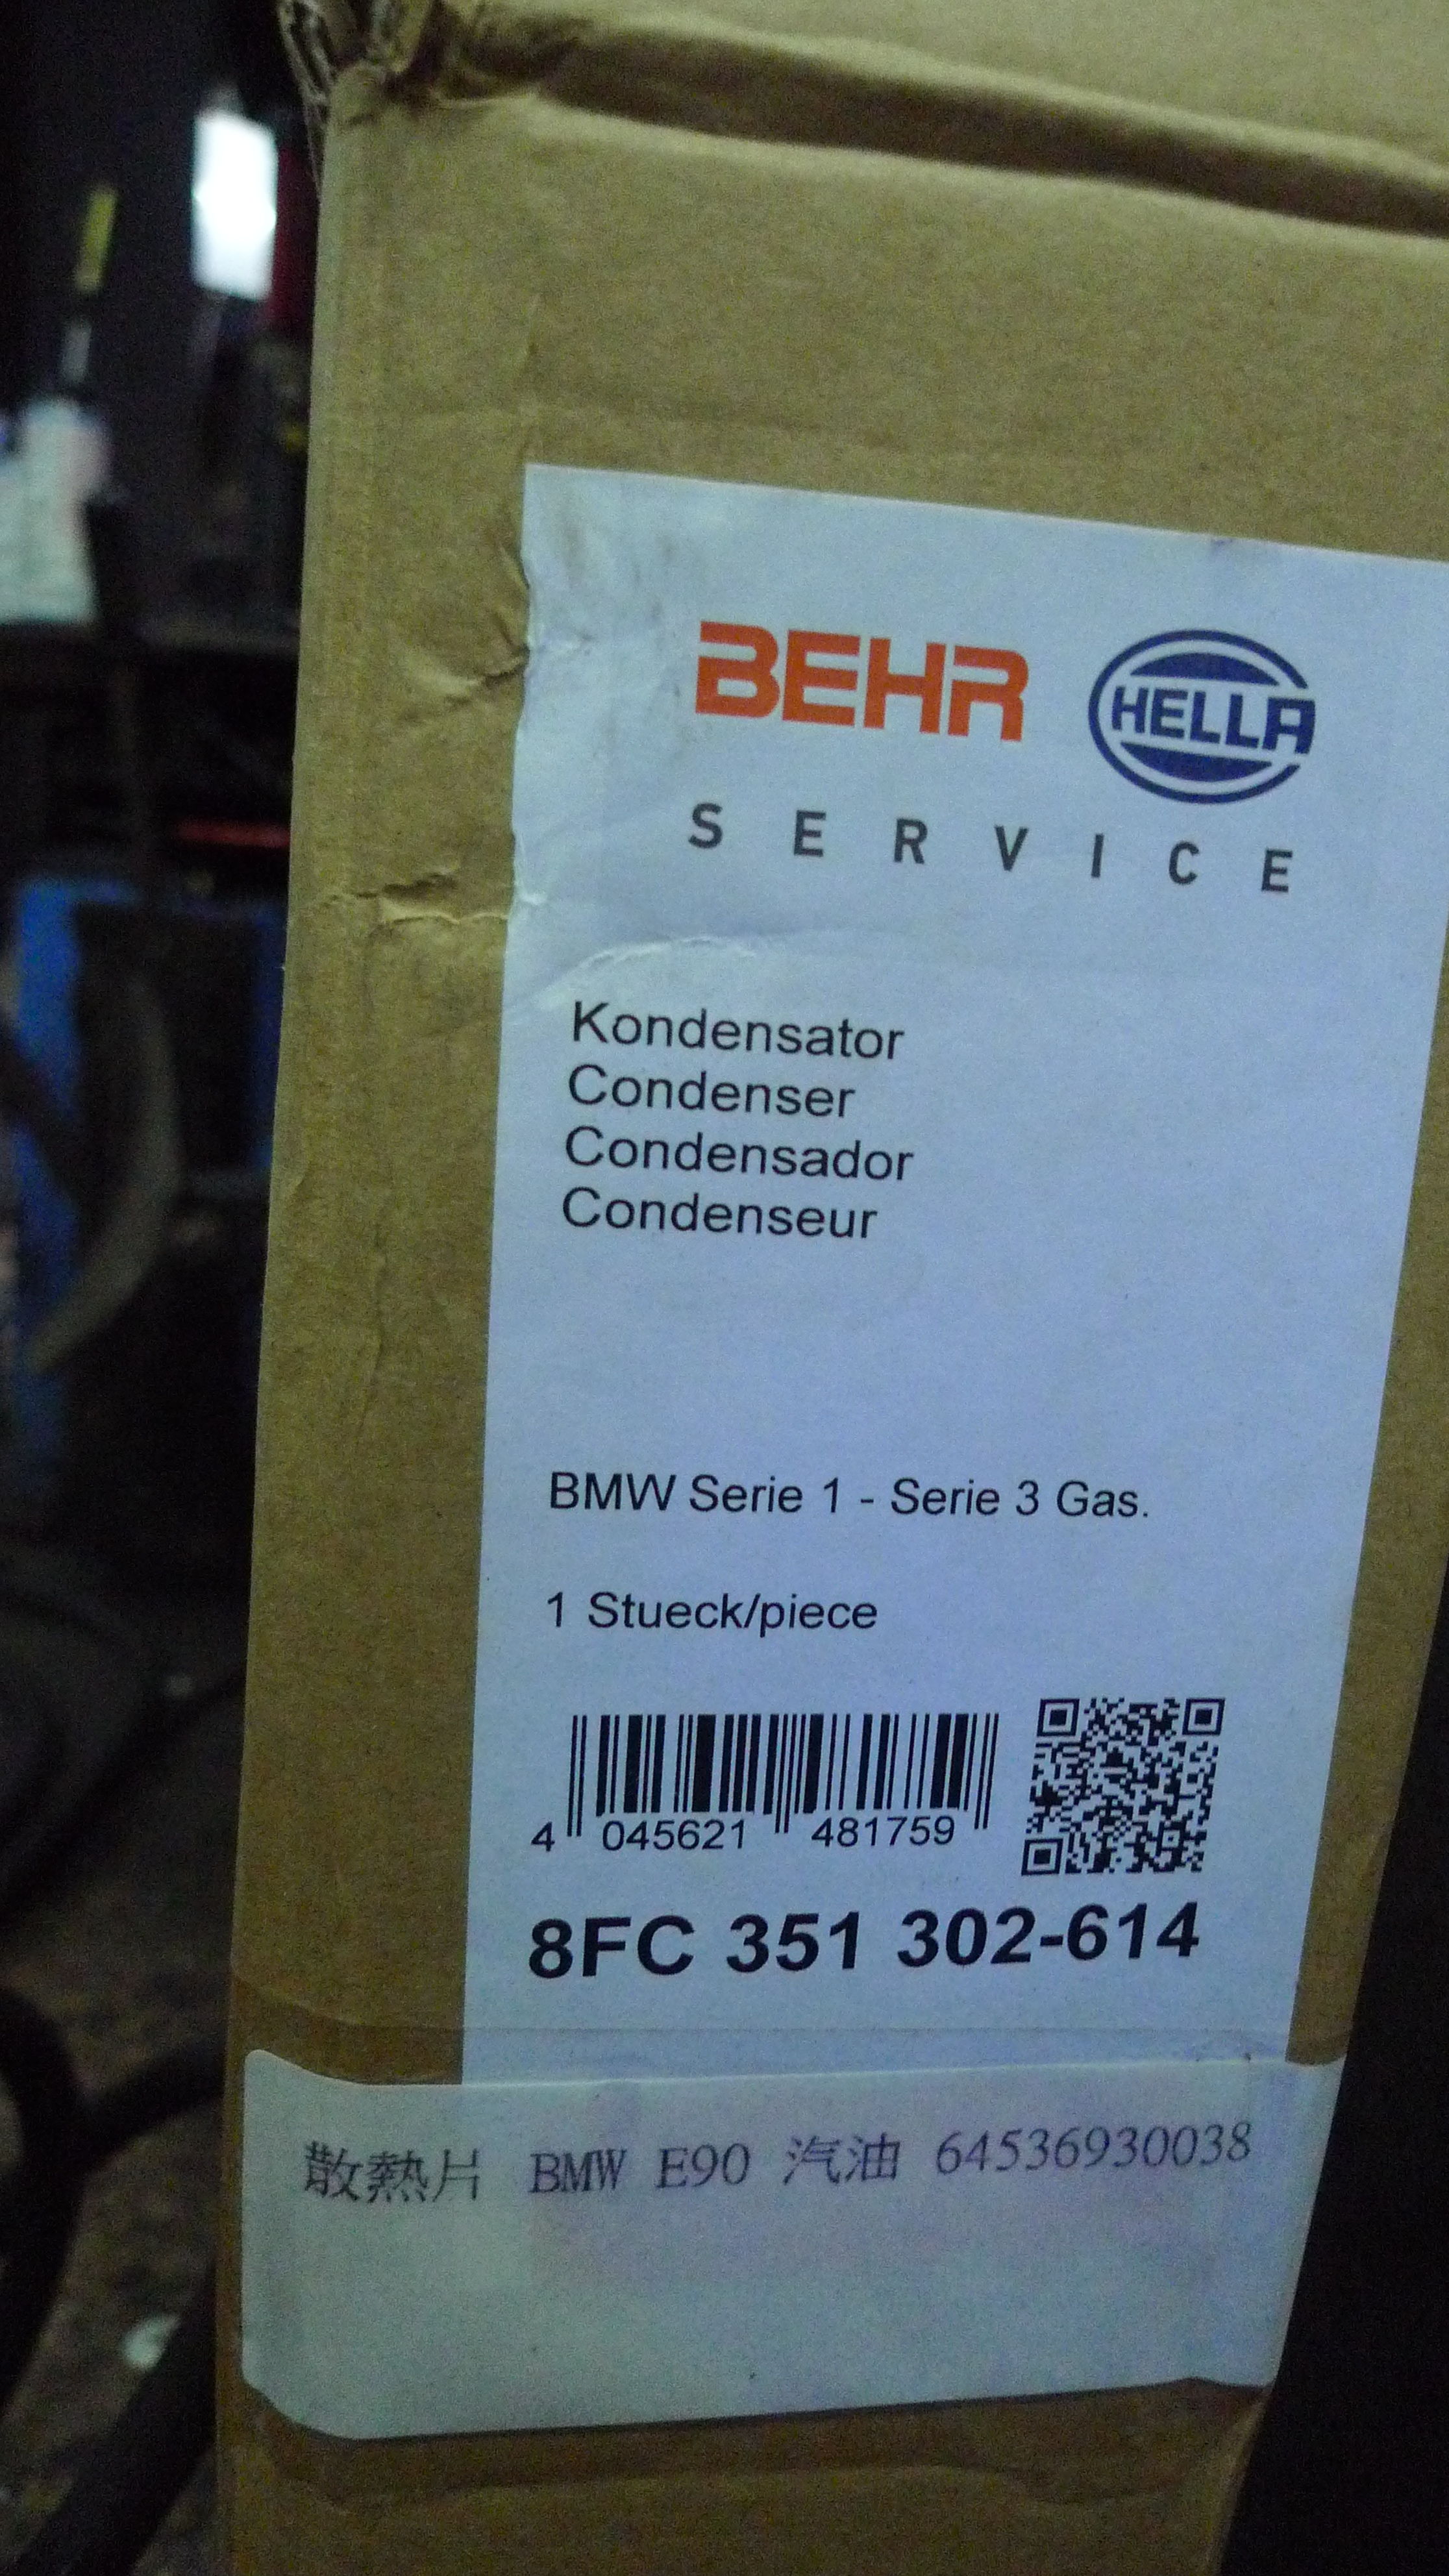 BEHR HELLA
SERVICE
Kondensator
Condenser
Condensador
Condenseur
BMW Serie 1 - Serie 3 Gas.
1 Stueck/piece
4 045621 481759
8FC 351 302-614
散熱片 BMW E90 汽油 64536930038